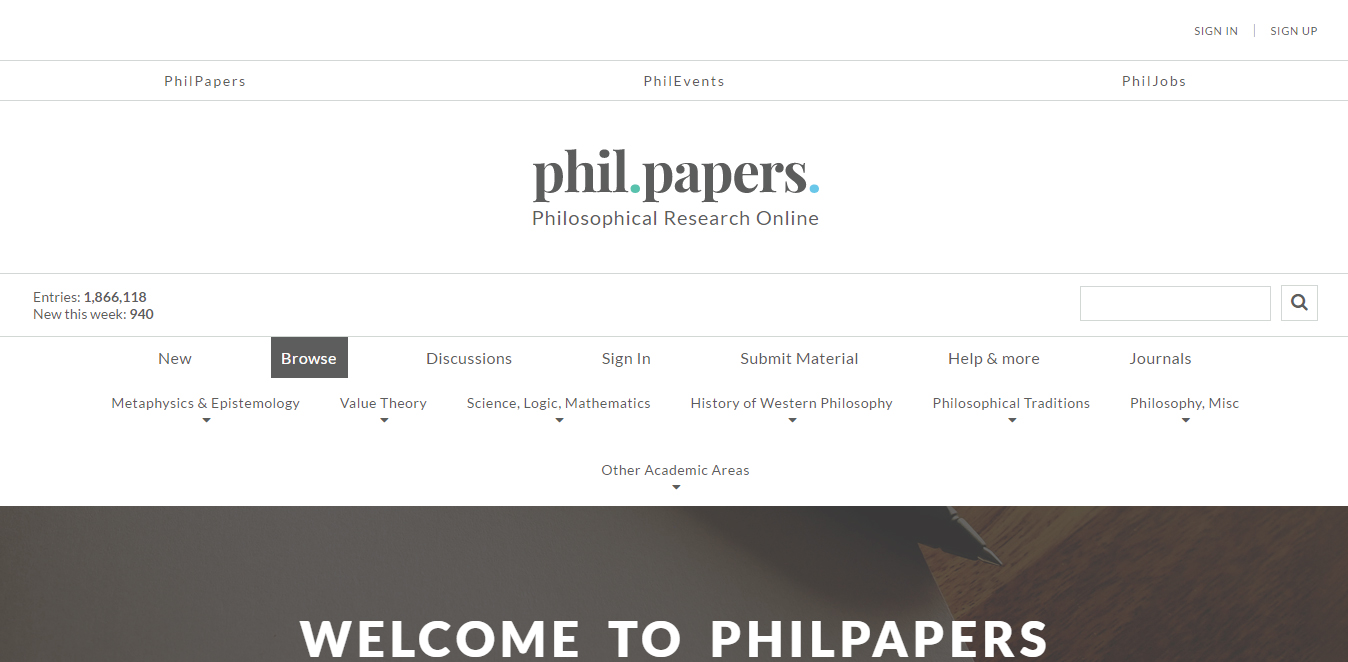 SIGN IN | SIGN UP
PhilPapers PhilEvents PhilJobs
phil.papers.
Philosophical Research Online
Entries: 1,866,118
New this week: 940
New Browse Discussions Sign In Submit Material Help & more Journals
Metaphysics & Epistemology Value Theory Science, Logic, Mathematics History of Western Philosophy Philosophical Traditions Philosophy, Misc
Other Academic Areas
WELCOME TO PHILPAPERS